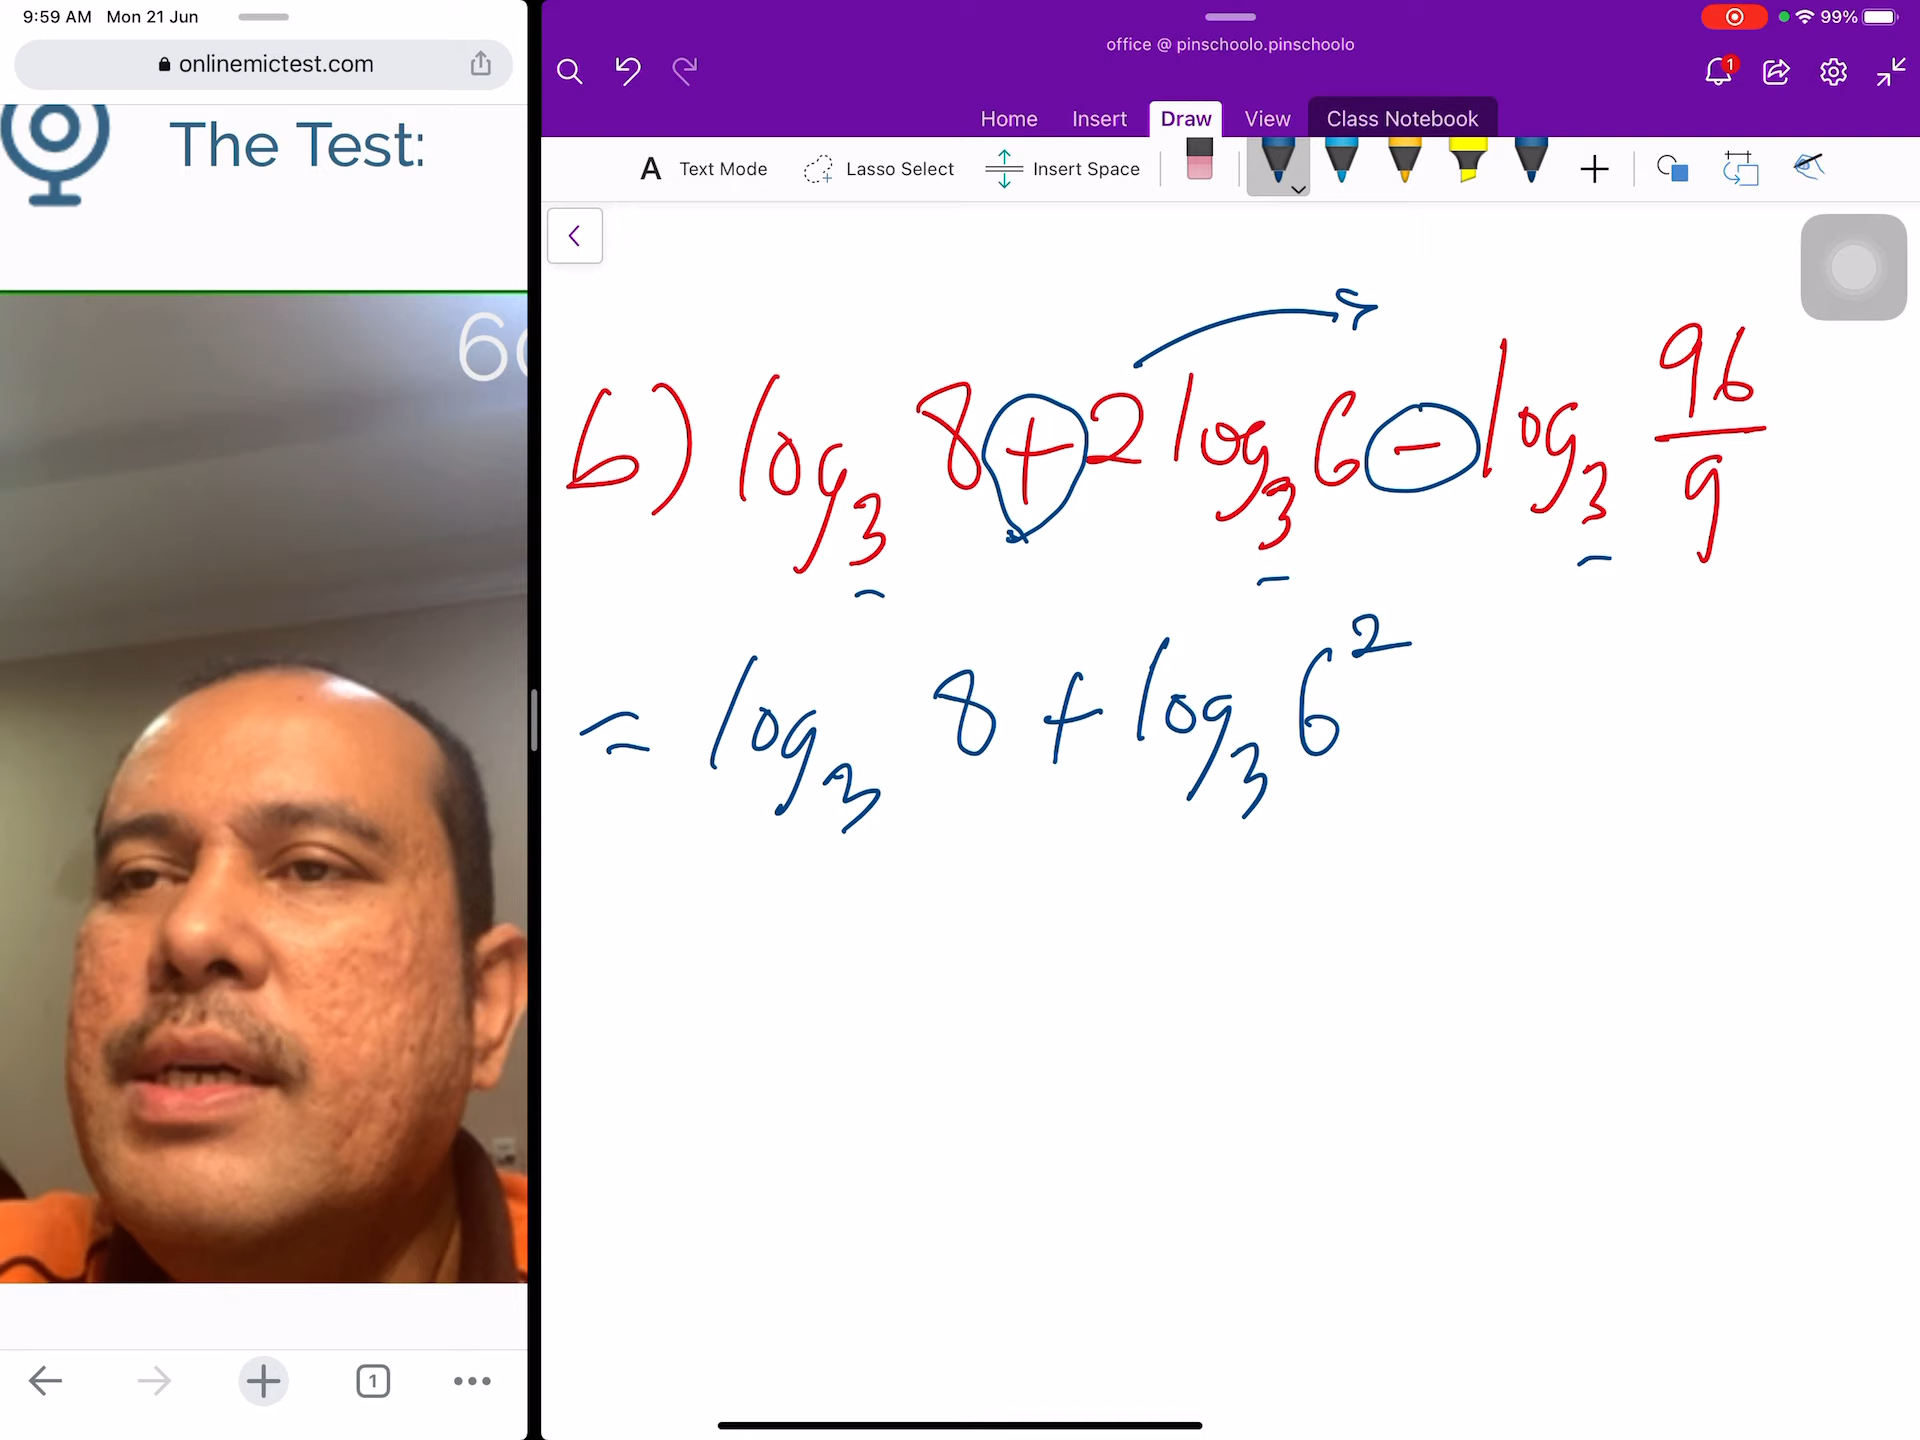 9:59 AM Mon 21 Jun
99%
onlinemictest.com
The Test:
office @ pinschoolo.pinschoolo
1
Home Insert Draw View Class Notebook
A Text Mode Lasso Select Insert Space
b) log₃ 8 + 2 log₃ 6 - log₃ 96/9
= log₃ 8 + log₃ 6²
1